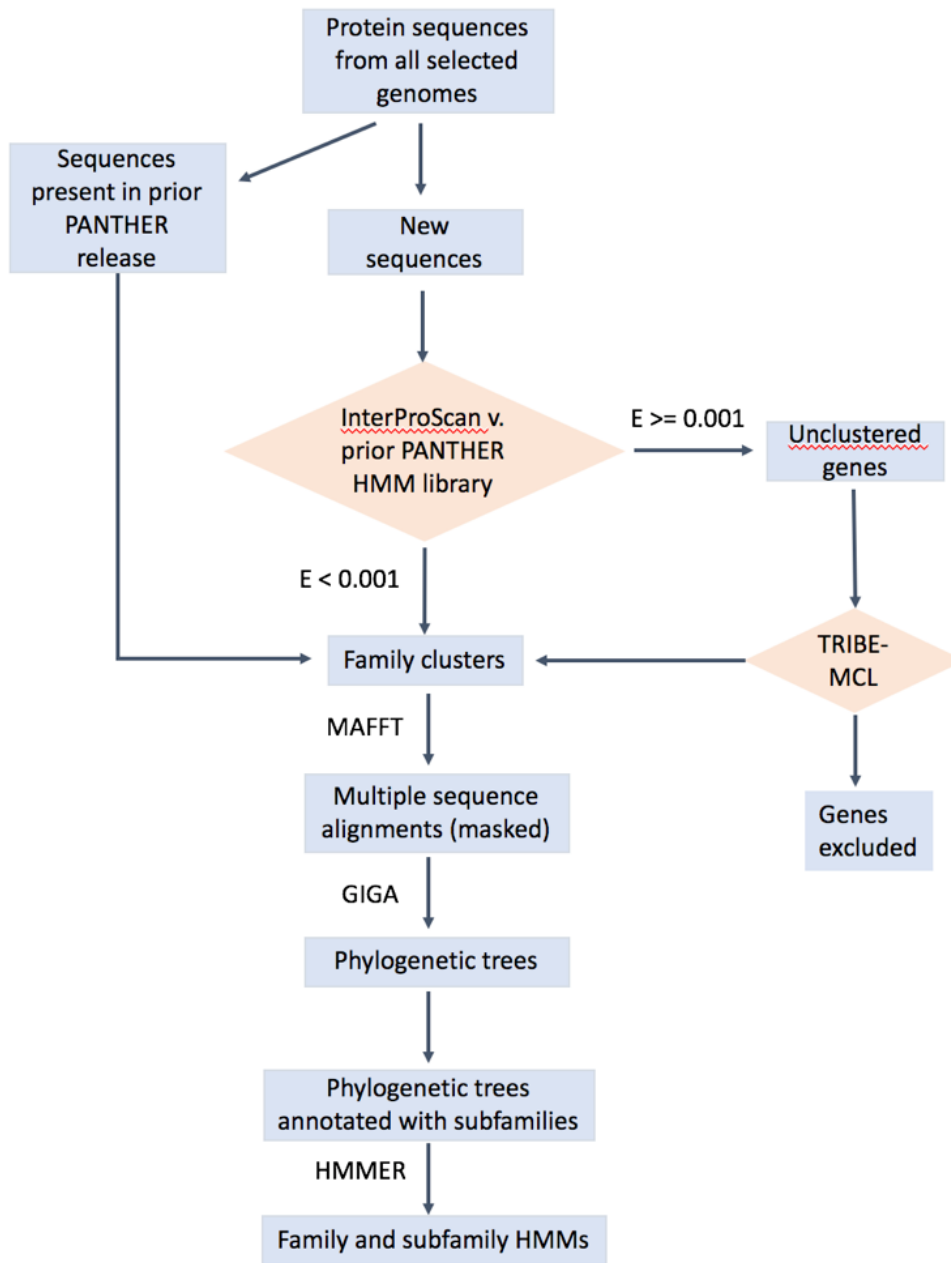 Protein sequences
from all selected
genomes
Sequences
present in prior
PANTHER
release
New
sequences
InterProScan v.
prior PANTHER
HMM library
E >= 0.001
Unclustered
genes
E < 0.001
Family clusters
TRIBE-
MCL
MAFFT
Multiple sequence
alignments (masked)
Genes
excluded
GIGA
Phylogenetic trees
Phylogenetic trees
annotated with subfamilies
HMMER
Family and subfamily HMMs